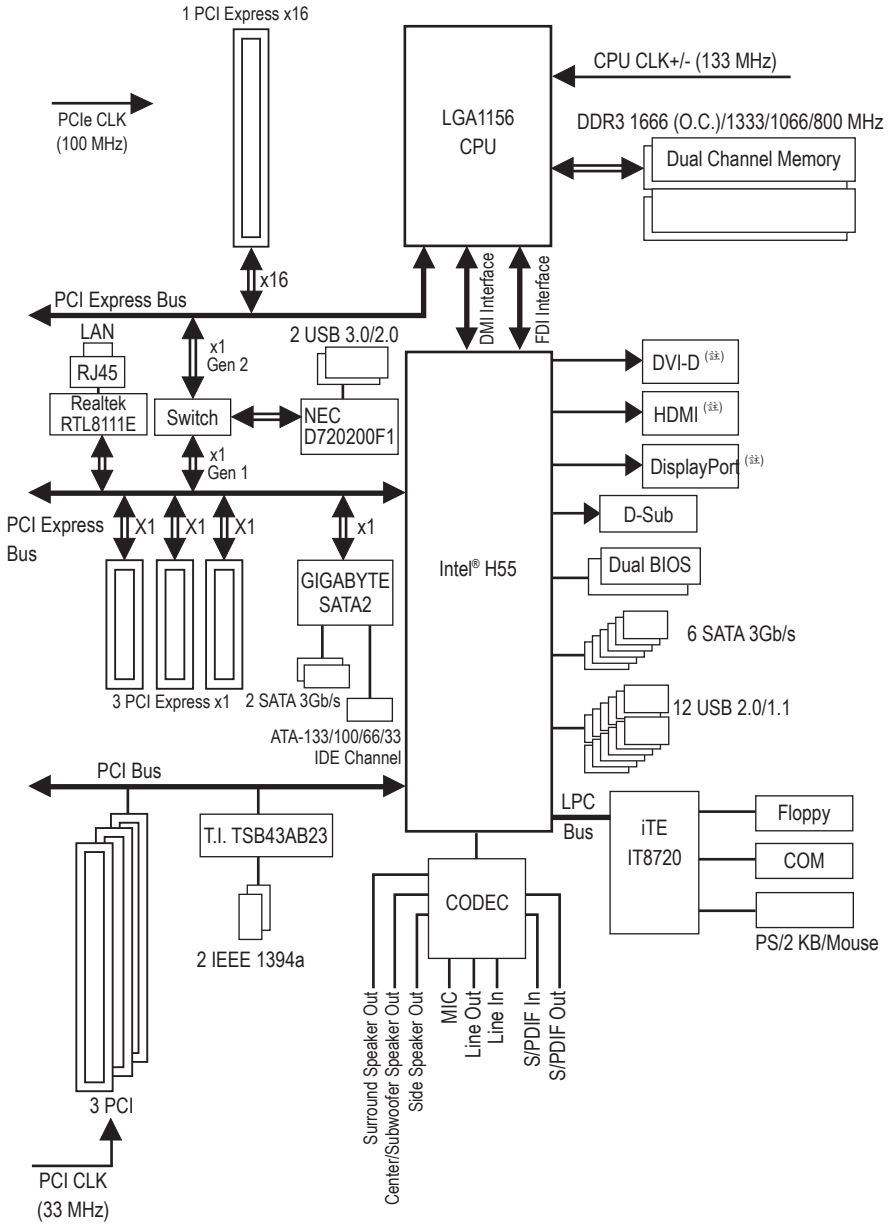 1 PCI Express x16
PCIe CLK
(100 MHz)
LGA1156
CPU
CPU CLK+/- (133 MHz)
DDR3 1666 (O.C.)/1333/1066/800 MHz
Dual Channel Memory
x16
DMI Interface
FDI Interface
PCI Express Bus
LAN
RJ45
Realtek
RTL8111E
x1
Gen 2
2 USB 3.0/2.0
Switch
NEC
D720200F1
x1
Gen 1
PCI Express
Bus
X1
X1
X1
x1
GIGABYTE
SATA2
3 PCI Express x1
2 SATA 3Gb/s
ATA-133/100/66/33
IDE Channel
Intel® H55
DVI-D (註)
HDMI (註)
DisplayPort (註)
D-Sub
Dual BIOS
6 SATA 3Gb/s
12 USB 2.0/1.1
PCI Bus
T.I. TSB43AB23
2 IEEE 1394a
LPC
Bus
iTE
IT8720
Floppy
COM
PS/2 KB/Mouse
CODEC
Surround Speaker Out
Center/Subwoofer Speaker Out
Side Speaker Out
MIC
Line Out
Line In
S/PDIF In
S/PDIF Out
3 PCI
PCI CLK
(33 MHz)